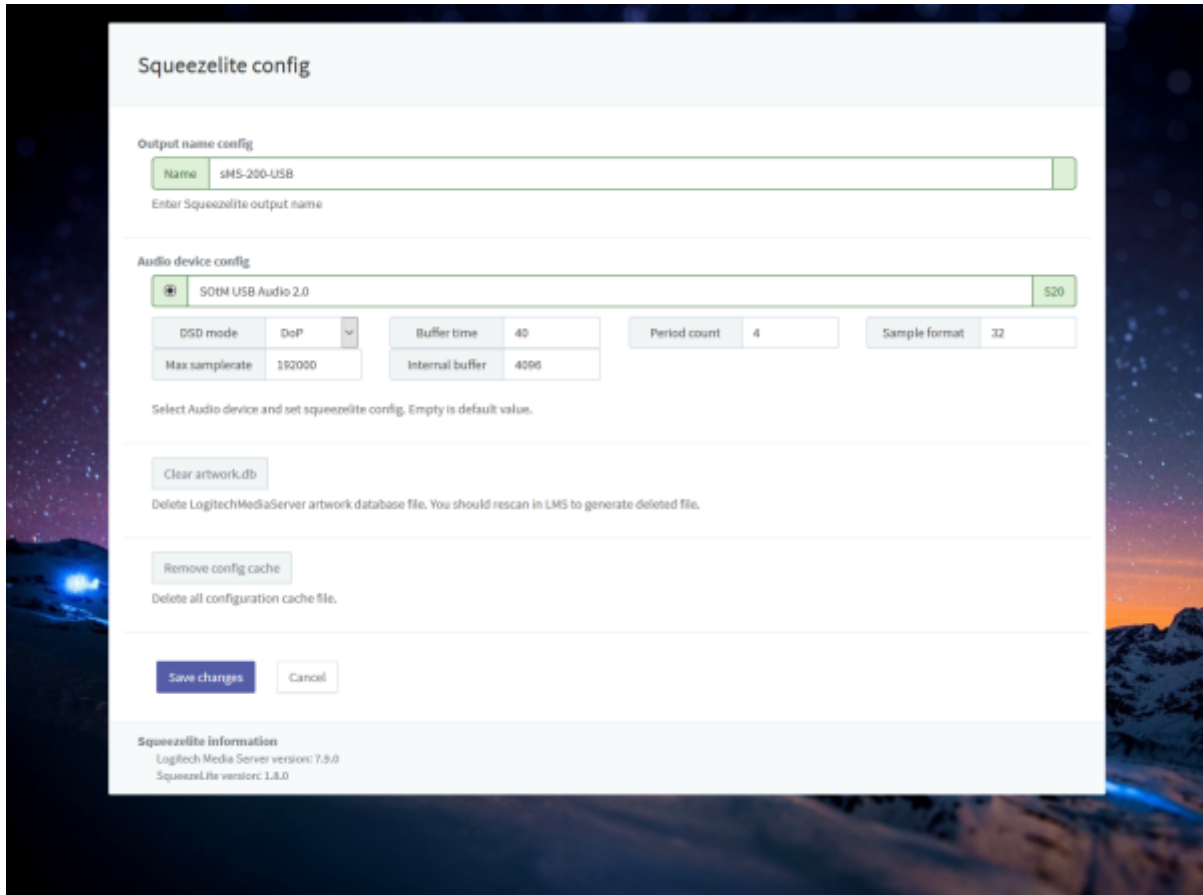 Squeezelite config
Output name config
Name sMS-200-USB
Enter Squeezelite output name
Audio device config
SOtM USB Audio 2.0 S20
DSD mode DoP Buffer time 40 Period count 4 Sample format 32
Max samplerate 192000 Internal buffer 4096
Select Audio device and set squeezelite config. Empty is default value.
Clear artwork.db
Delete LogitechMediaServer artwork database file. You should rescan in LMS to generate deleted file.
Remove config cache
Delete all configuration cache file.
Save changes Cancel
Squeezelite information
Logitech Media Server version: 7.9.0
SqueezeLite version: 1.8.0